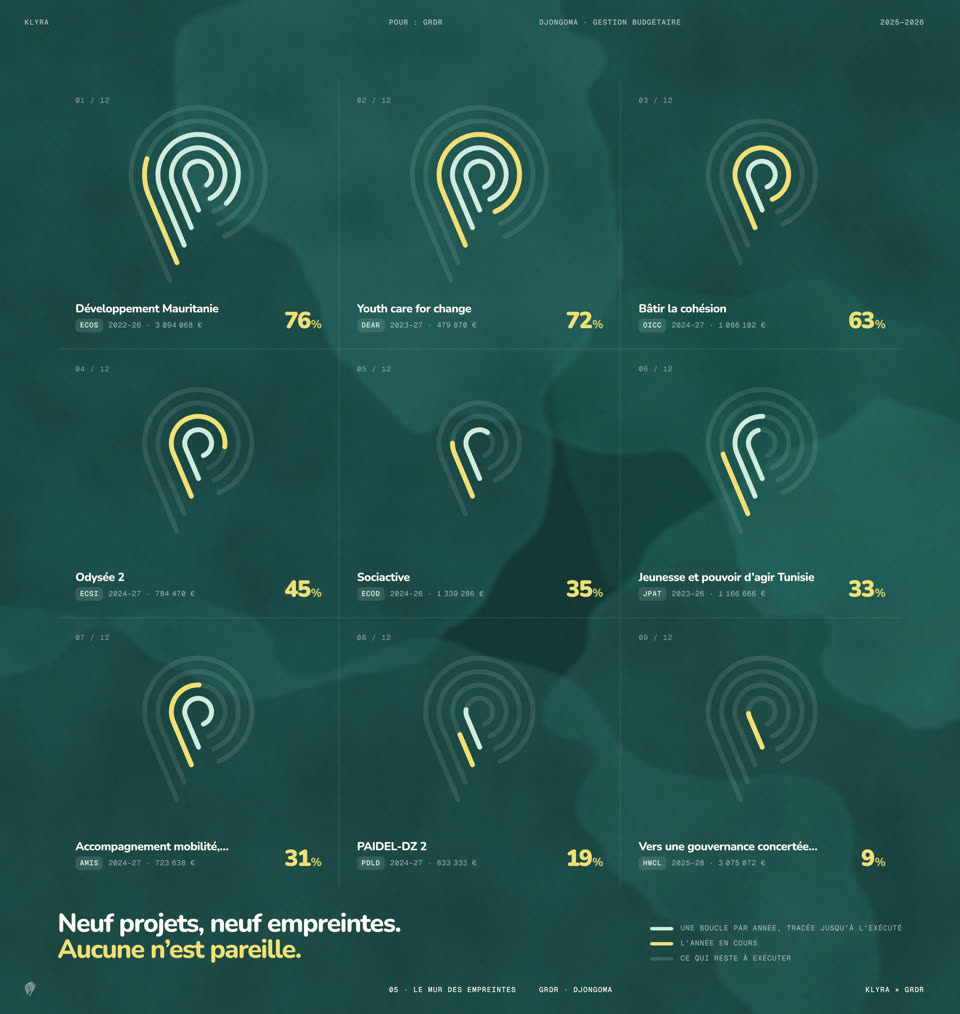 KLYRA
POUR : GRDR
DJONGOMA · GESTION BUDGÉTAIRE
2025–2026
01 / 12
Développement Mauritanie
ECOS 2022-26 · 3 094 068 €
76%
02 / 12
Youth care for change
DEAR 2023-27 · 479 870 €
72%
03 / 12
Bâtir la cohésion
OICC 2024-27 · 1 086 102 €
63%
04 / 12
Odysée 2
ECSI 2024-27 · 784 470 €
45%
05 / 12
Sociactive
ECOD 2024-26 · 1 339 286 €
35%
06 / 12
Jeunesse et pouvoir d’agir Tunisie
JPAT 2023-26 · 1 166 666 €
33%
07 / 12
Accompagnement mobilité,…
AMIS 2024-27 · 723 638 €
31%
08 / 12
PAIDEL-DZ 2
PDLD 2024-27 · 833 333 €
19%
09 / 12
Vers une gouvernance concertée…
HWCL 2025-28 · 3 075 072 €
9%
Neuf projets, neuf empreintes.
Aucune n’est pareille.
UNE BOUCLE PAR ANNÉE, TRACÉE JUSQU’À L’EXÉCUTÉ
L’ANNÉE EN COURS
CE QUI RESTE À EXÉCUTER
05 · LE MUR DES EMPREINTES
GRDR · DJONGOMA
KLYRA × GRDR